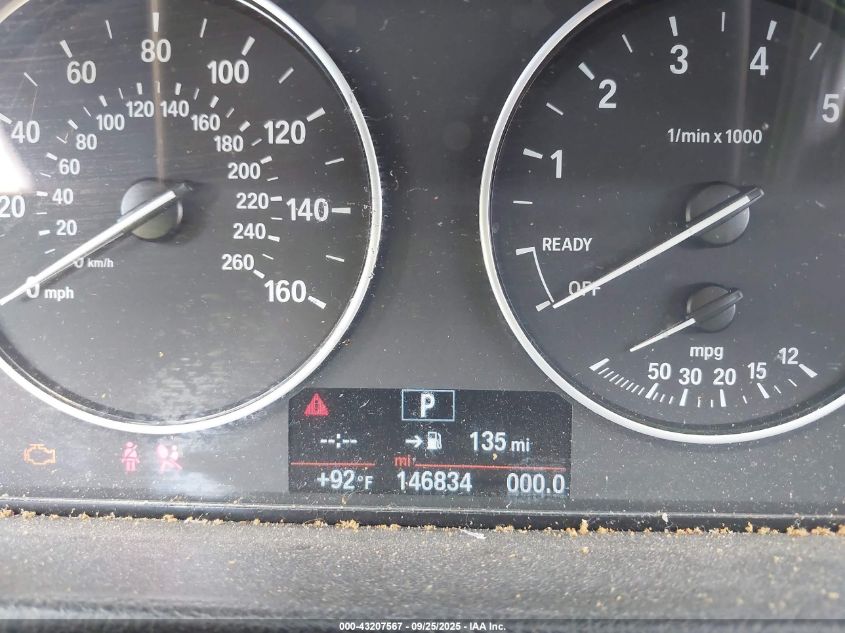 20 40 60 80 100 120 140 160
20 40 60 80 100 120 140 160 180 200 220 240 260
0 km/h
0 mph
1 2 3 4 5
1/min x 1000
READY
OFF
mpg
50 30 20 15 12
P
--:-- 135 mi
mi
+92°F 146834 000.0
000-43207567 - 09/25/2025 - IAA Inc.